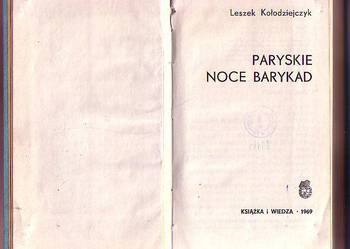 Leszek Kołodziejczyk
PARYSKIE
NOCE BARYKAD
KSIĄŻKA i WIEDZA · 1969